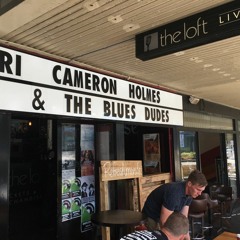 the loft LIV
RI CAMERON HOLMES
& THE BLUES DUDES